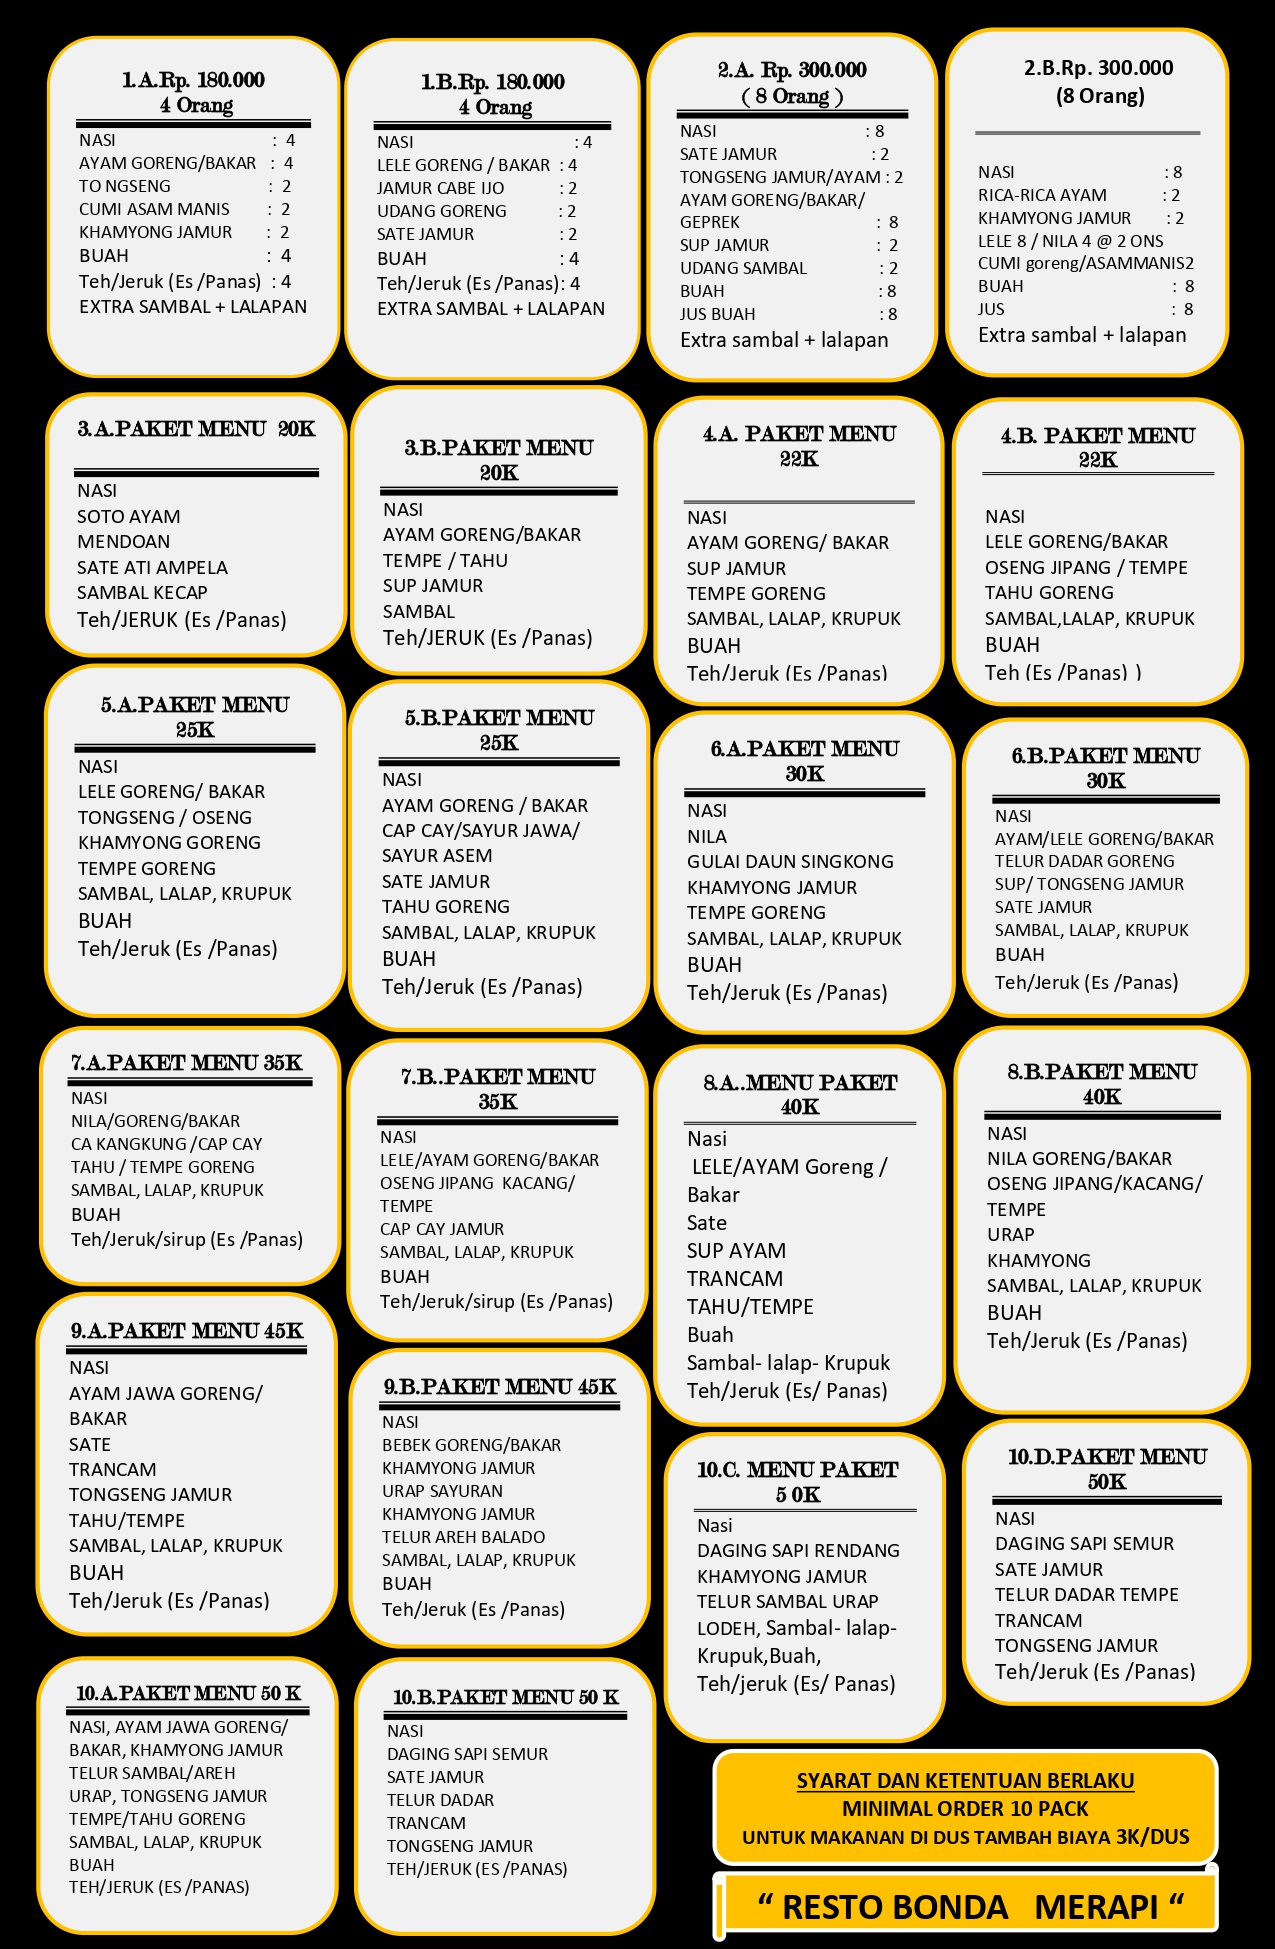 1.A.Rp. 180.000
4 Orang
NASI : 4
AYAM GORENG/BAKAR : 4
TO NGSENG : 2
CUMI ASAM MANIS : 2
KHAMYONG JAMUR : 2
BUAH : 4
Teh/Jeruk (Es /Panas) : 4
EXTRA SAMBAL + LALAPAN
1.B.Rp. 180.000
4 Orang
NASI : 4
LELE GORENG / BAKAR : 4
JAMUR CABE IJO : 2
UDANG GORENG : 2
SATE JAMUR : 2
BUAH : 4
Teh/Jeruk (Es /Panas): 4
EXTRA SAMBAL + LALAPAN
2.A. Rp. 300.000
( 8 Orang )
NASI : 8
SATE JAMUR : 2
TONGSENG JAMUR/AYAM : 2
AYAM GORENG/BAKAR/
GEPREK : 8
SUP JAMUR : 2
UDANG SAMBAL : 2
BUAH : 8
JUS BUAH : 8
Extra sambal + lalapan
2.B.Rp. 300.000
(8 Orang)
NASI : 8
RICA-RICA AYAM : 2
KHAMYONG JAMUR : 2
LELE 8 / NILA 4 @ 2 ONS
CUMI goreng/ASAMMANIS2
BUAH : 8
JUS : 8
Extra sambal + lalapan
3.A.PAKET MENU 20K
NASI
SOTO AYAM
MENDOAN
SATE ATI AMPELA
SAMBAL KECAP
Teh/JERUK (Es /Panas)
3.B.PAKET MENU
20K
NASI
AYAM GORENG/BAKAR
TEMPE / TAHU
SUP JAMUR
SAMBAL
Teh/JERUK (Es /Panas)
4.A. PAKET MENU
22K
NASI
AYAM GORENG/ BAKAR
SUP JAMUR
TEMPE GORENG
SAMBAL, LALAP, KRUPUK
BUAH
Teh/Jeruk (Es /Panas)
4.B. PAKET MENU
22K
NASI
LELE GORENG/BAKAR
OSENG JIPANG / TEMPE
TAHU GORENG
SAMBAL,LALAP, KRUPUK
BUAH
Teh (Es /Panas) )
5.A.PAKET MENU
25K
NASI
LELE GORENG/ BAKAR
TONGSENG / OSENG
KHAMYONG GORENG
TEMPE GORENG
SAMBAL, LALAP, KRUPUK
BUAH
Teh/Jeruk (Es /Panas)
5.B.PAKET MENU
25K
NASI
AYAM GORENG / BAKAR
CAP CAY/SAYUR JAWA/
SAYUR ASEM
SATE JAMUR
TAHU GORENG
SAMBAL, LALAP, KRUPUK
BUAH
Teh/Jeruk (Es /Panas)
6.A.PAKET MENU
30K
NASI
NILA
GULAI DAUN SINGKONG
KHAMYONG JAMUR
TEMPE GORENG
SAMBAL, LALAP, KRUPUK
BUAH
Teh/Jeruk (Es /Panas)
6.B.PAKET MENU
30K
NASI
AYAM/LELE GORENG/BAKAR
TELUR DADAR GORENG
SUP/ TONGSENG JAMUR
SATE JAMUR
SAMBAL, LALAP, KRUPUK
BUAH
Teh/Jeruk (Es /Panas)
7.A.PAKET MENU 35K
NASI
NILA/GORENG/BAKAR
CA KANGKUNG /CAP CAY
TAHU / TEMPE GORENG
SAMBAL, LALAP, KRUPUK
BUAH
Teh/Jeruk/sirup (Es /Panas)
7.B..PAKET MENU
35K
NASI
LELE/AYAM GORENG/BAKAR
OSENG JIPANG KACANG/
TEMPE
CAP CAY JAMUR
SAMBAL, LALAP, KRUPUK
BUAH
Teh/Jeruk/sirup (Es /Panas)
8.A..MENU PAKET
40K
Nasi
LELE/AYAM Goreng /
Bakar
Sate
SUP AYAM
TRANCAM
TAHU/TEMPE
Buah
Sambal- lalap- Krupuk
Teh/Jeruk (Es/ Panas)
8.B.PAKET MENU
40K
NASI
NILA GORENG/BAKAR
OSENG JIPANG/KACANG/
TEMPE
URAP
KHAMYONG
SAMBAL, LALAP, KRUPUK
BUAH
Teh/Jeruk (Es /Panas)
9.A.PAKET MENU 45K
NASI
AYAM JAWA GORENG/
BAKAR
SATE
TRANCAM
TONGSENG JAMUR
TAHU/TEMPE
SAMBAL, LALAP, KRUPUK
BUAH
Teh/Jeruk (Es /Panas)
9.B.PAKET MENU 45K
NASI
BEBEK GORENG/BAKAR
KHAMYONG JAMUR
URAP SAYURAN
KHAMYONG JAMUR
TELUR AREH BALADO
SAMBAL, LALAP, KRUPUK
BUAH
Teh/Jeruk (Es /Panas)
10.C. MENU PAKET
5 0K
Nasi
DAGING SAPI RENDANG
KHAMYONG JAMUR
TELUR SAMBAL URAP
LODEH, Sambal- lalap-
Krupuk,Buah,
Teh/jeruk (Es/ Panas)
10.D.PAKET MENU
50K
NASI
DAGING SAPI SEMUR
SATE JAMUR
TELUR DADAR TEMPE
TRANCAM
TONGSENG JAMUR
Teh/Jeruk (Es /Panas)
10.A.PAKET MENU 50 K
NASI, AYAM JAWA GORENG/
BAKAR, KHAMYONG JAMUR
TELUR SAMBAL/AREH
URAP, TONGSENG JAMUR
TEMPE/TAHU GORENG
SAMBAL, LALAP, KRUPUK
BUAH
TEH/JERUK (ES /PANAS)
10.B.PAKET MENU 50 K
NASI
DAGING SAPI SEMUR
SATE JAMUR
TELUR DADAR
TRANCAM
TONGSENG JAMUR
TEH/JERUK (ES /PANAS)
SYARAT DAN KETENTUAN BERLAKU
MINIMAL ORDER 10 PACK
UNTUK MAKANAN DI DUS TAMBAH BIAYA 3K/DUS
“ RESTO BONDA MERAPI “